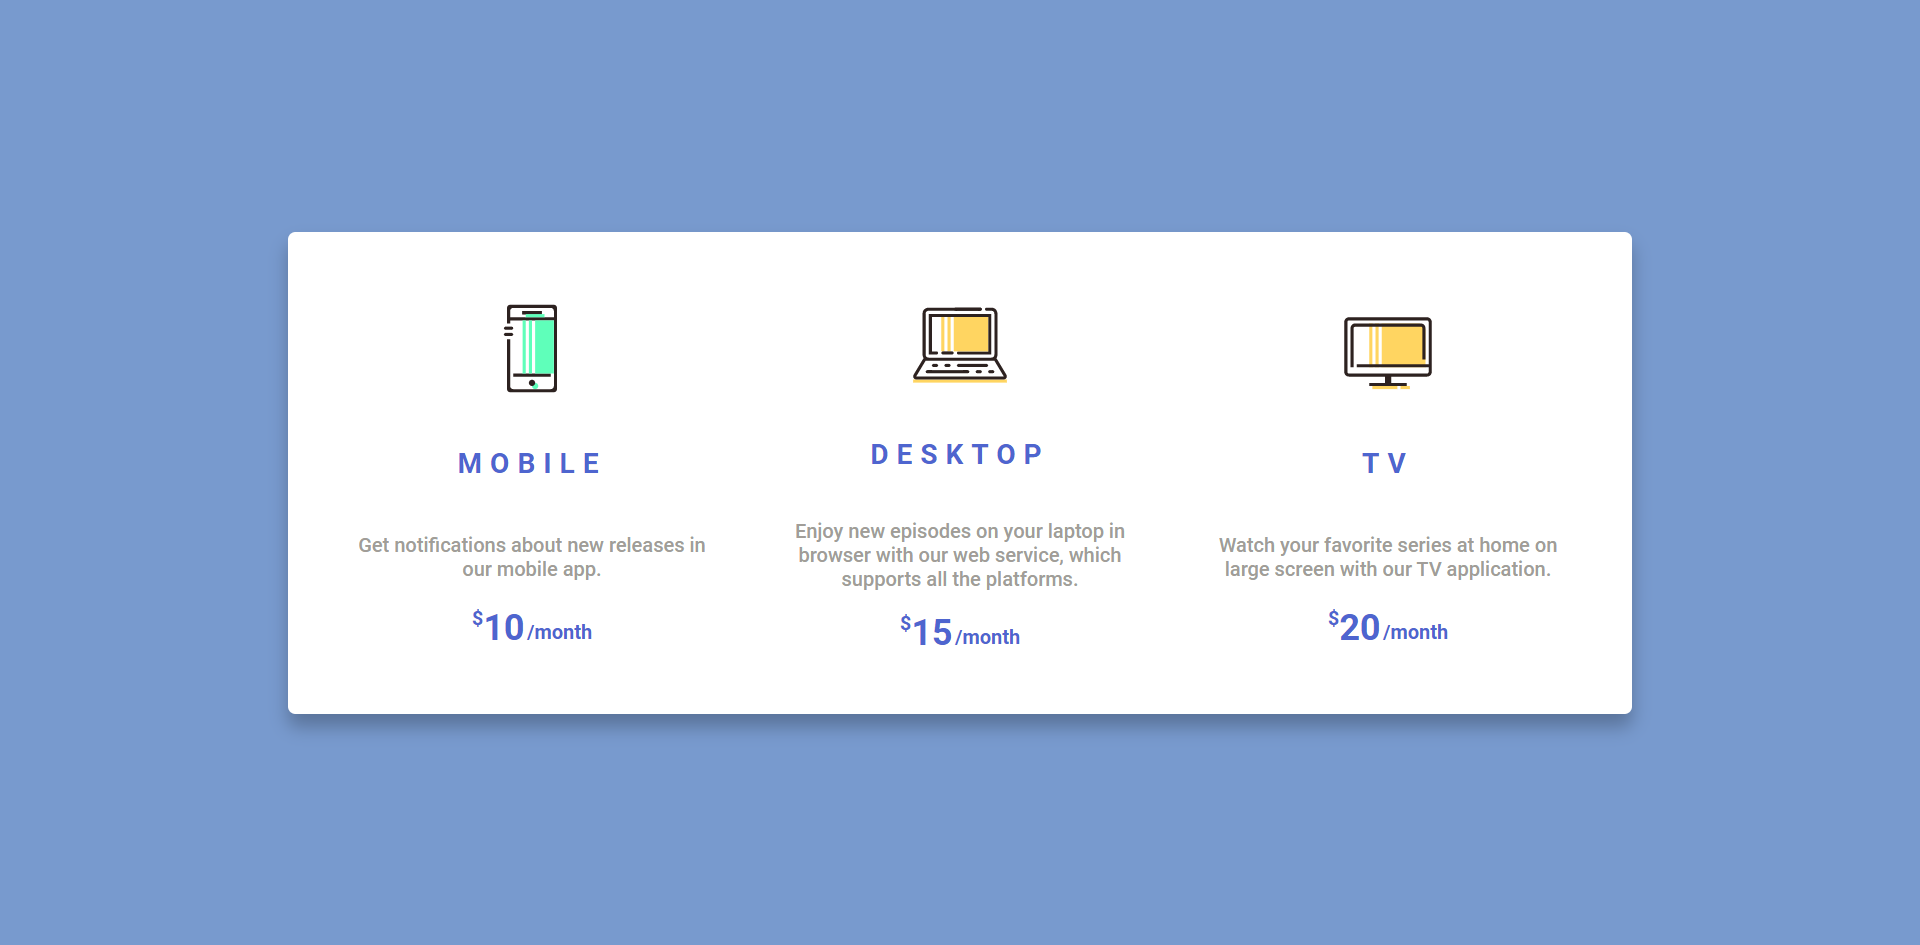 MOBILE
Get notifications about new releases in
our mobile app.
$10/month
DESKTOP
Enjoy new episodes on your laptop in
browser with our web service, which
supports all the platforms.
$15/month
TV
Watch your favorite series at home on
large screen with our TV application.
$20/month